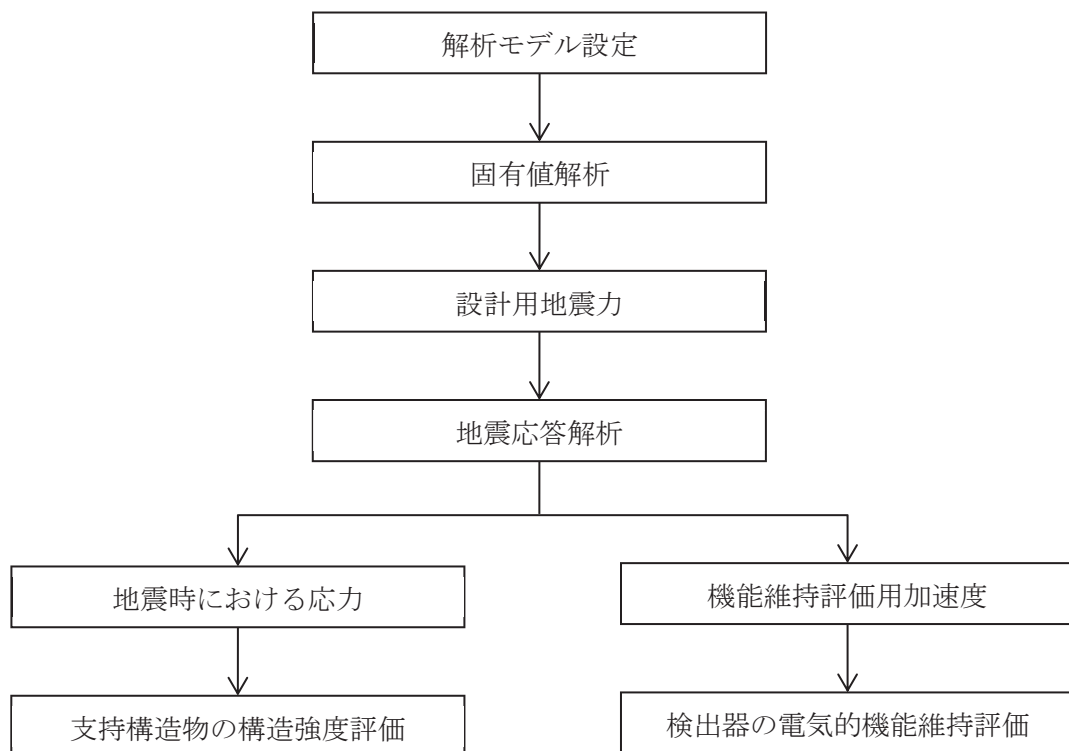 解析モデル設定
固有値解析
設計用地震力
地震応答解析
地震時における応力
機能維持評価用加速度
支持構造物の構造強度評価
検出器の電気的機能維持評価